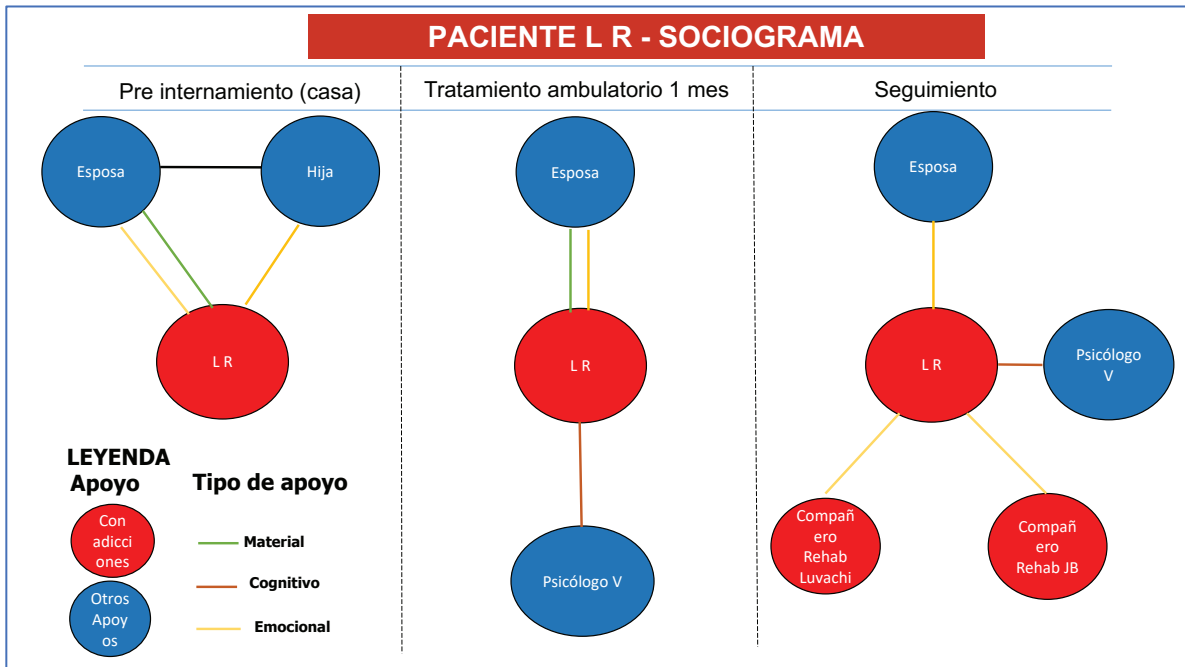 PACIENTE L R - SOCIOGRAMA
Pre internamiento (casa)
Tratamiento ambulatorio 1 mes
Seguimiento
Esposa
Hija
L R
Esposa
L R
Psicólogo V
Esposa
L R
Psicólogo
V
Compañ
ero
Rehab
Luvachi
Compañ
ero
Rehab JB
LEYENDA
Apoyo
Tipo de apoyo
Con
adicci
ones
Otros
Apoy
os
Material
Cognitivo
Emocional